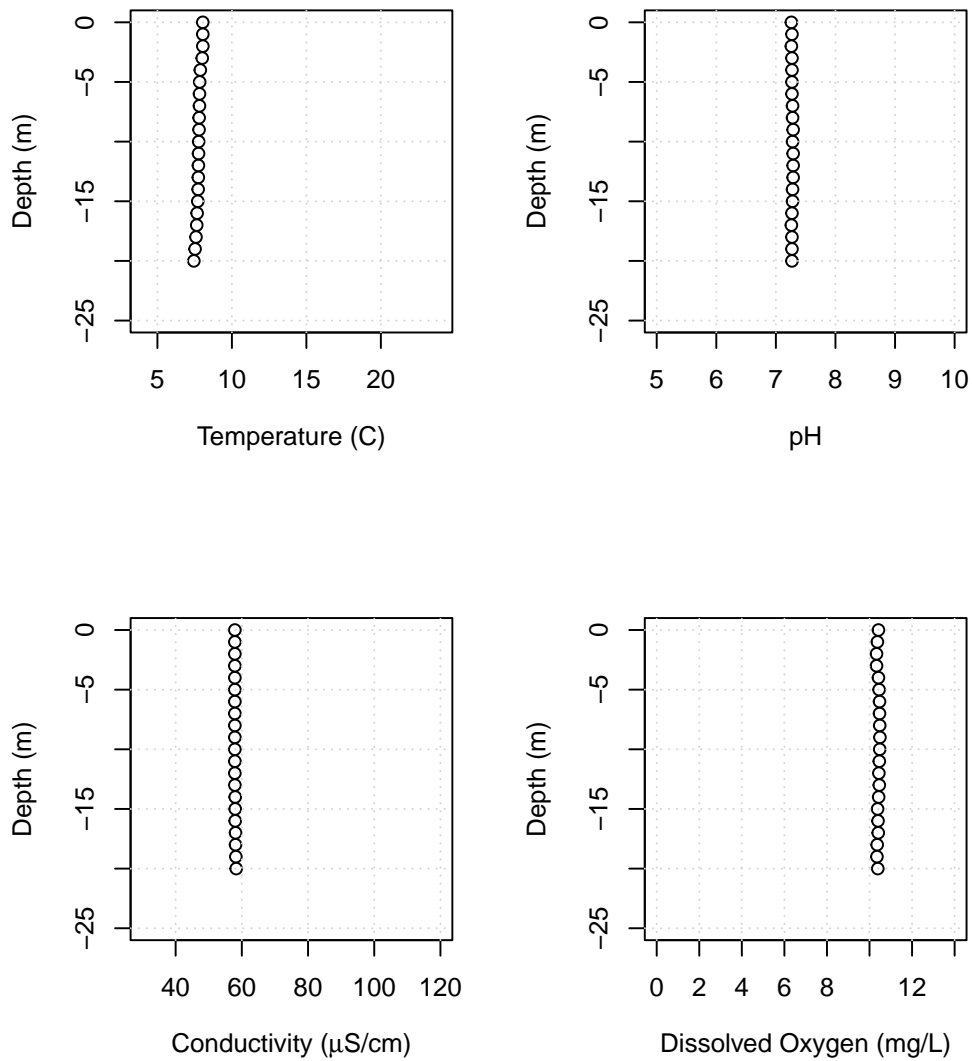 0
−5
−15
−25
Depth (m)
5 10 15 20
Temperature (C)
0
−5
−15
−25
Depth (m)
5 6 7 8 9 10
pH
0
−5
−15
−25
Depth (m)
40 60 80 100 120
Conductivity (μS/cm)
0
−5
−15
−25
Depth (m)
0 2 4 6 8 12
Dissolved Oxygen (mg/L)